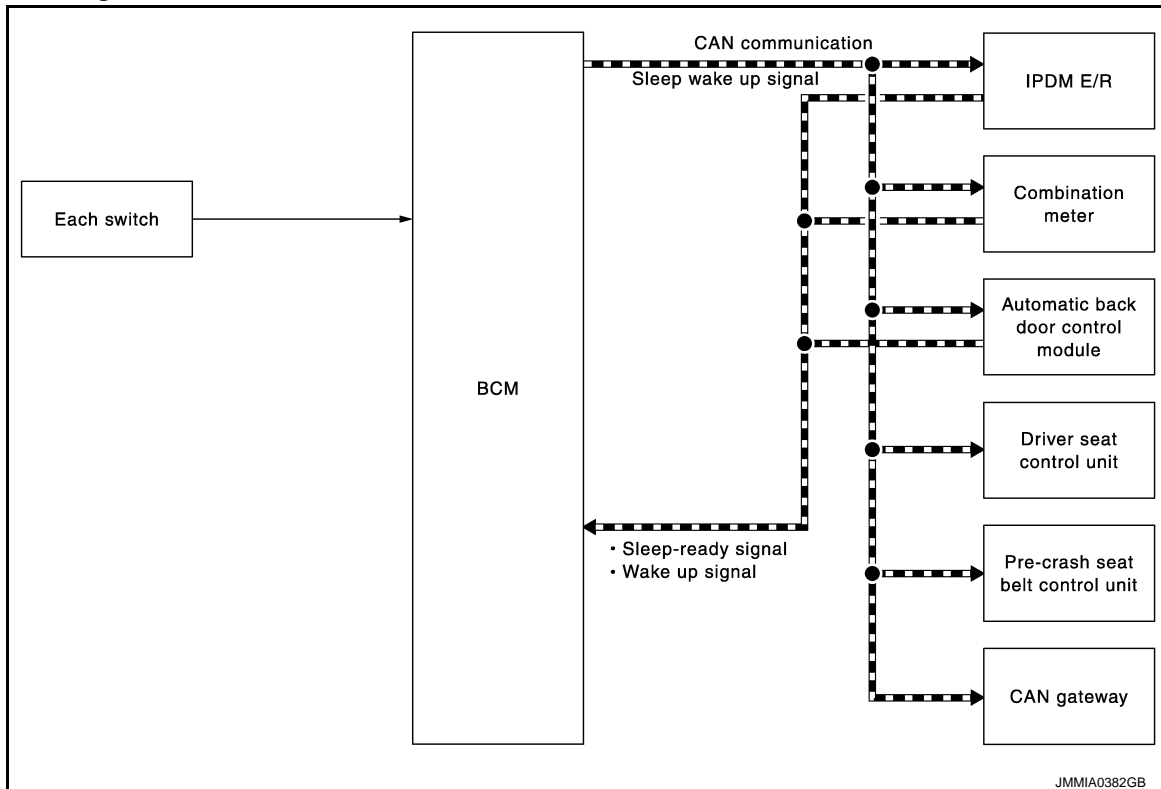 CAN communication
Sleep wake up signal
IPDM E/R
Each switch
Combination
meter
Automatic back
door control
module
BCM
Driver seat
control unit
・Sleep-ready signal
・Wake up signal
Pre-crash seat
belt control unit
CAN gateway
JMMIA0382GB